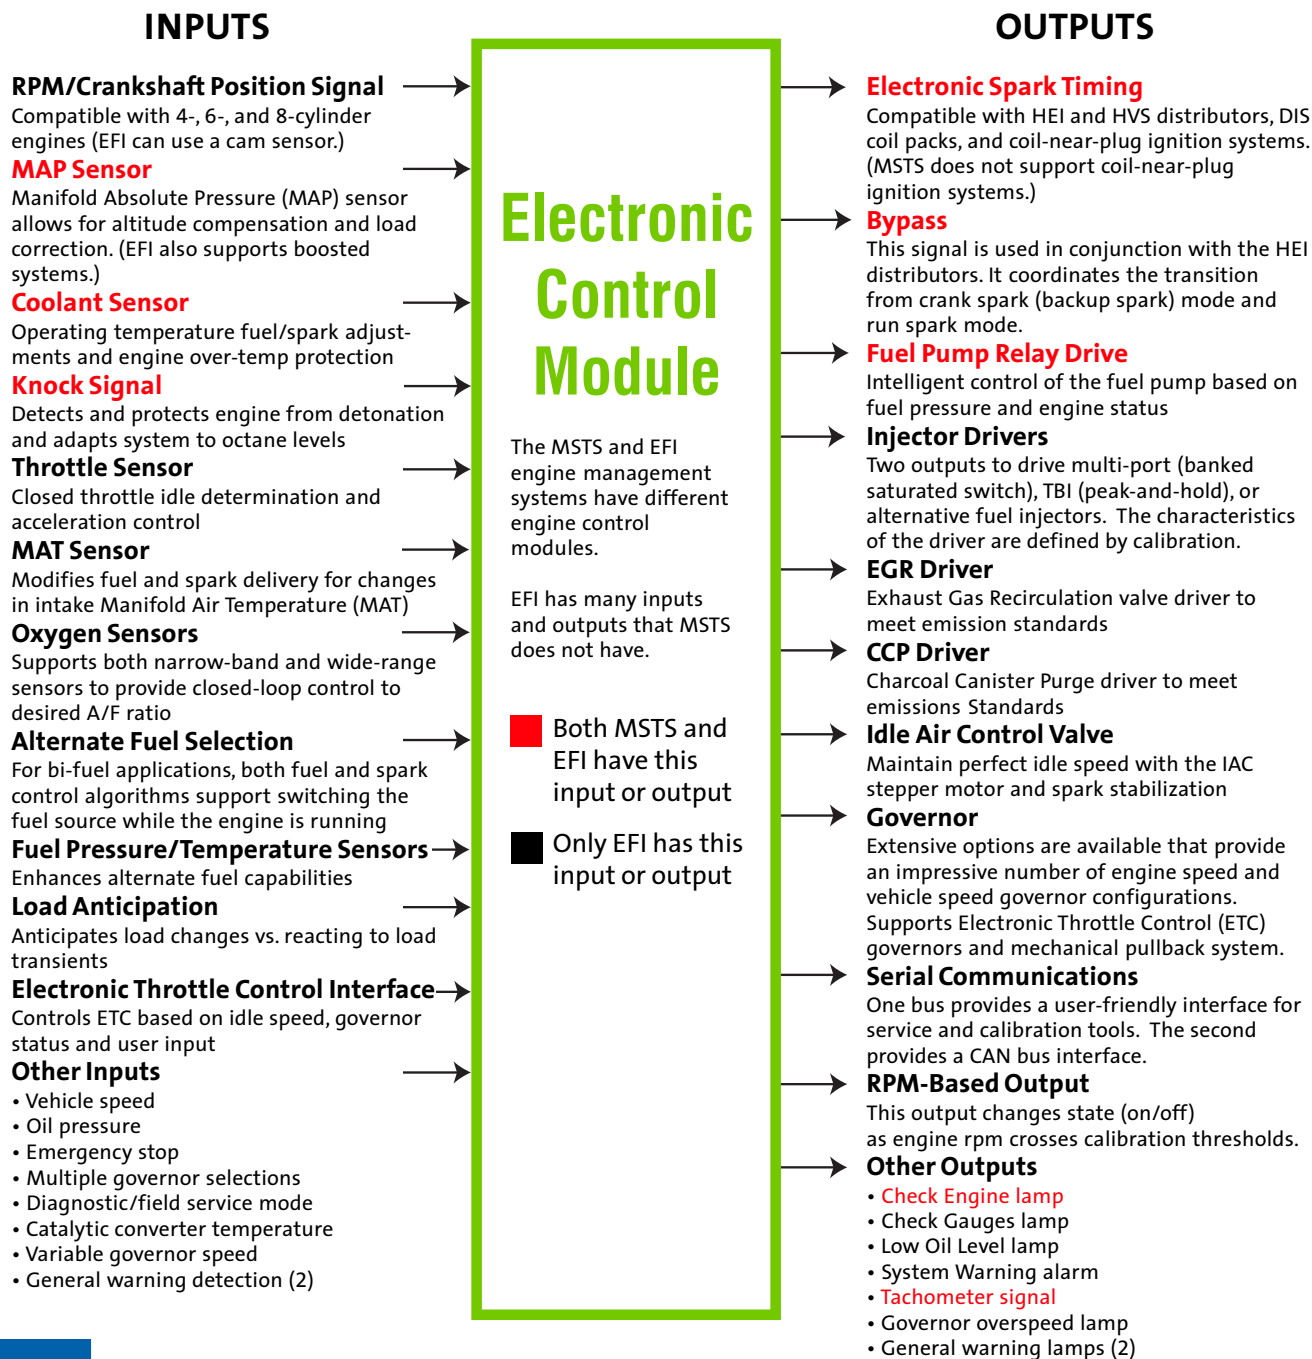 INPUTS
RPM/Crankshaft Position Signal
Compatible with 4-, 6-, and 8-cylinder
engines (EFI can use a cam sensor.)
MAP Sensor
Manifold Absolute Pressure (MAP) sensor
allows for altitude compensation and load
correction. (EFI also supports boosted
systems.)
Coolant Sensor
Operating temperature fuel/spark adjust-
ments and engine over-temp protection
Knock Signal
Detects and protects engine from detonation
and adapts system to octane levels
Throttle Sensor
Closed throttle idle determination and
acceleration control
MAT Sensor
Modifies fuel and spark delivery for changes
in intake Manifold Air Temperature (MAT)
Oxygen Sensors
Supports both narrow-band and wide-range
sensors to provide closed-loop control to
desired A/F ratio
Alternate Fuel Selection
For bi-fuel applications, both fuel and spark
control algorithms support switching the
fuel source while the engine is running
Fuel Pressure/Temperature Sensors
Enhances alternate fuel capabilities
Load Anticipation
Anticipates load changes vs. reacting to load
transients
Electronic Throttle Control Interface
Controls ETC based on idle speed, governor
status and user input
Other Inputs
• Vehicle speed
• Oil pressure
• Emergency stop
• Multiple governor selections
• Diagnostic/field service mode
• Catalytic converter temperature
• Variable governor speed
• General warning detection (2)
Electronic
Control
Module
The MSTS and EFI
engine management
systems have different
engine control
modules.
EFI has many inputs
and outputs that MSTS
does not have.
Both MSTS and
EFI have this
input or output
Only EFI has this
input or output
OUTPUTS
Electronic Spark Timing
Compatible with HEI and HVS distributors, DIS
coil packs, and coil-near-plug ignition systems.
(MSTS does not support coil-near-plug
ignition systems.)
Bypass
This signal is used in conjunction with the HEI
distributors. It coordinates the transition
from crank spark (backup spark) mode and
run spark mode.
Fuel Pump Relay Drive
Intelligent control of the fuel pump based on
fuel pressure and engine status
Injector Drivers
Two outputs to drive multi-port (banked
saturated switch), TBI (peak-and-hold), or
alternative fuel injectors. The characteristics
of the driver are defined by calibration.
EGR Driver
Exhaust Gas Recirculation valve driver to
meet emission standards
CCP Driver
Charcoal Canister Purge driver to meet
emissions Standards
Idle Air Control Valve
Maintain perfect idle speed with the IAC
stepper motor and spark stabilization
Governor
Extensive options are available that provide
an impressive number of engine speed and
vehicle speed governor configurations.
Supports Electronic Throttle Control (ETC)
governors and mechanical pullback system.
Serial Communications
One bus provides a user-friendly interface for
service and calibration tools. The second
provides a CAN bus interface.
RPM-Based Output
This output changes state (on/off)
as engine rpm crosses calibration thresholds.
Other Outputs
• Check Engine lamp
• Check Gauges lamp
• Low Oil Level lamp
• System Warning alarm
• Tachometer signal
• Governor overspeed lamp
• General warning lamps (2)